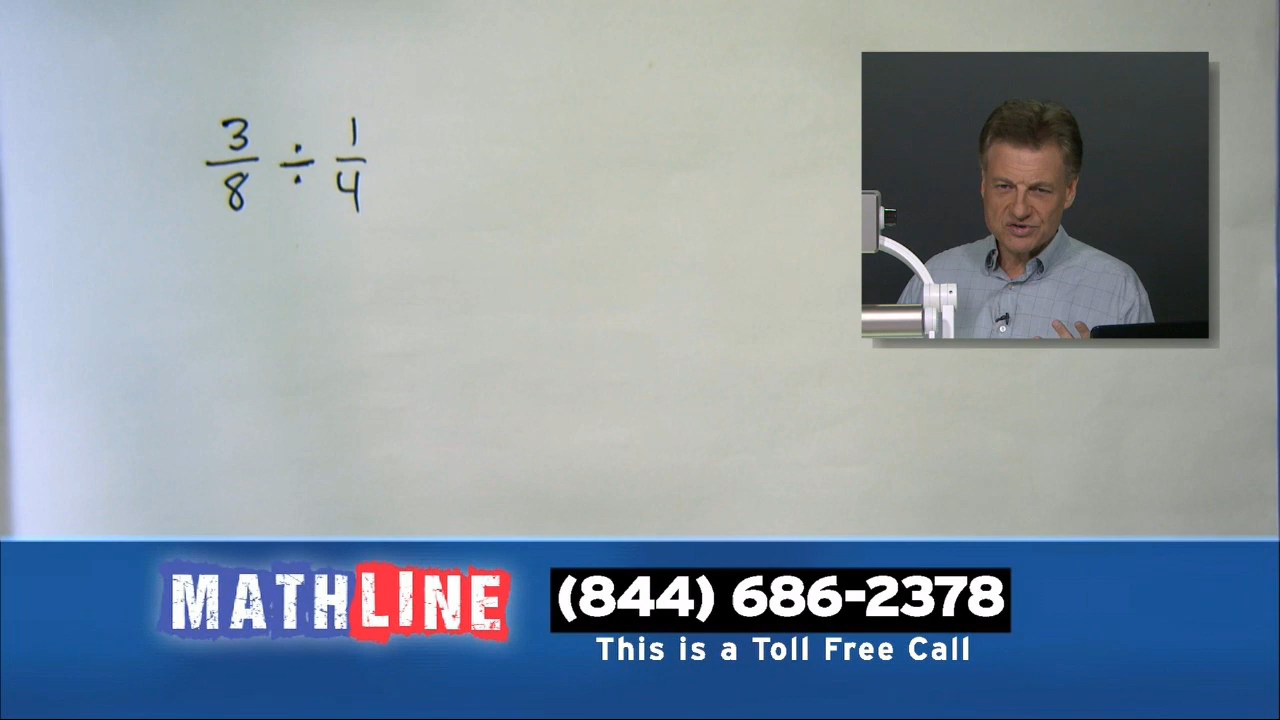 3/8 ÷ 1/4
MATHLINE
(844) 686-2378
This is a Toll Free Call